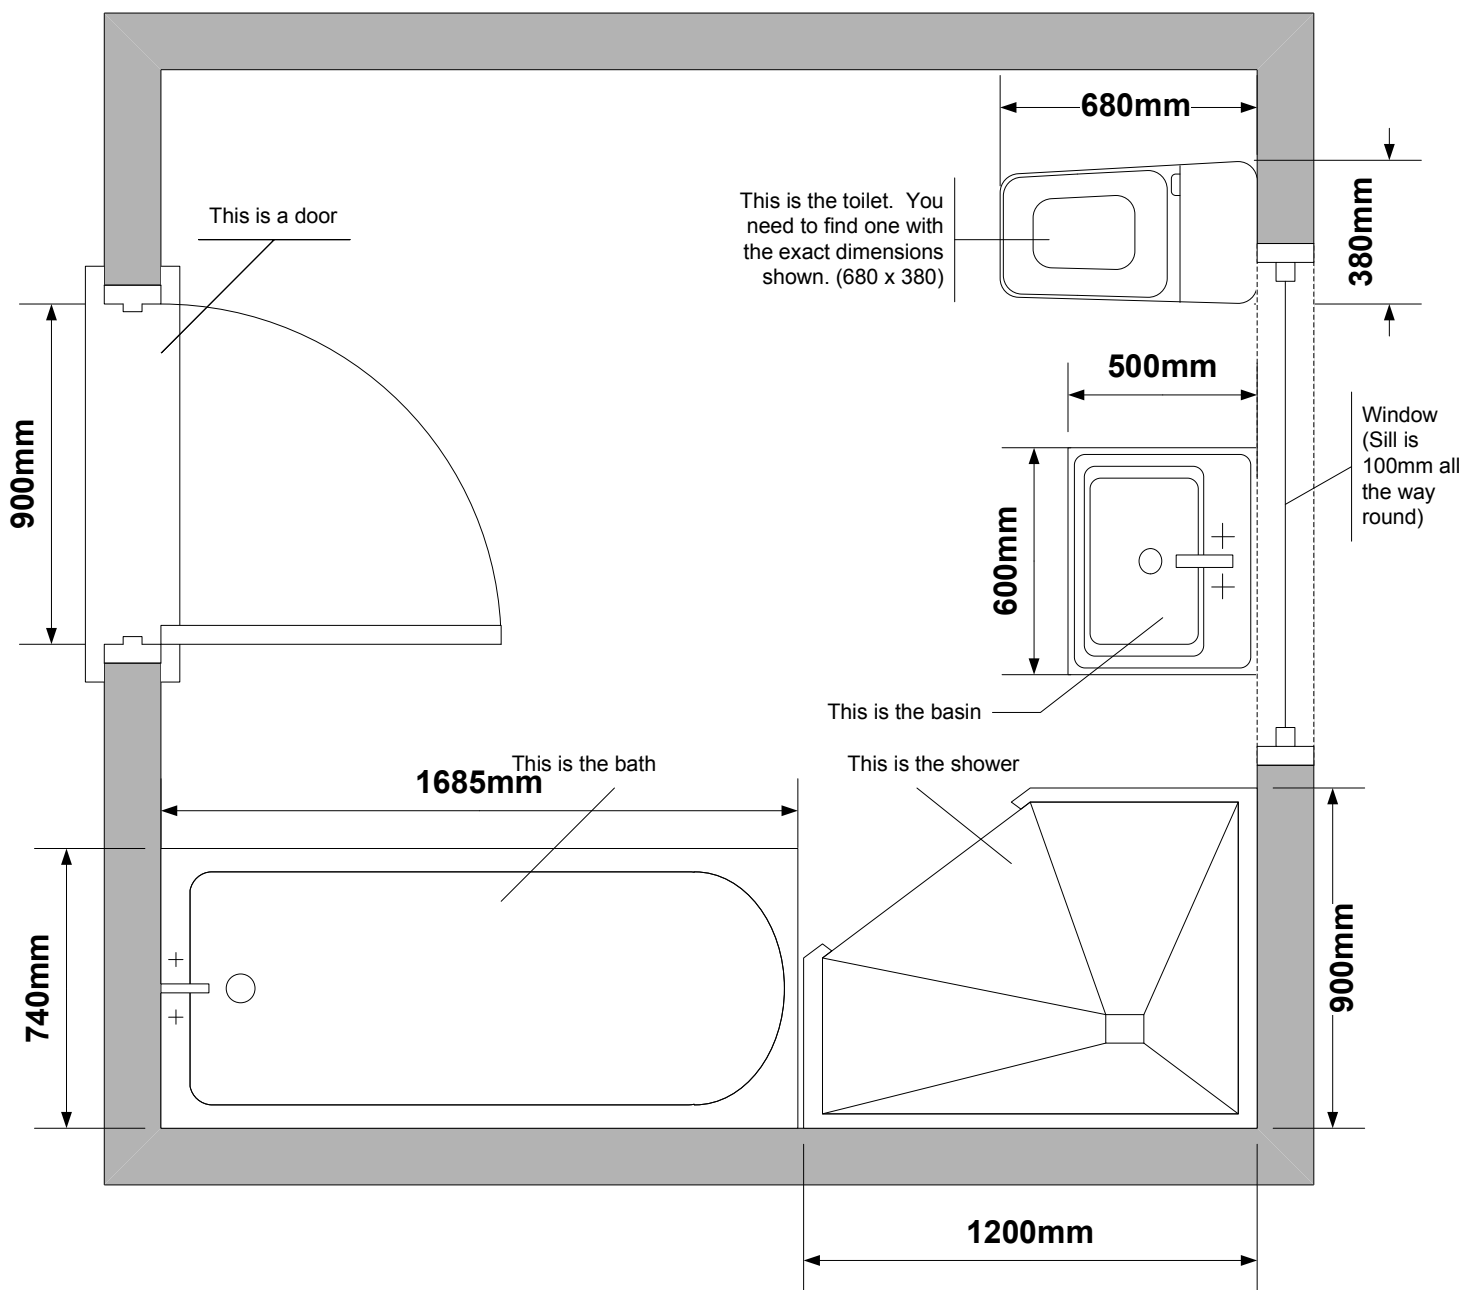 680mm
This is the toilet.  You
need to find one with
the exact dimensions
shown. (680 x 380)
380mm
This is a door
500mm
Window
(Sill is
100mm all
the way
round)
900mm
600mm
This is the basin
This is the bath
This is the shower
1685mm
740mm
900mm
1200mm